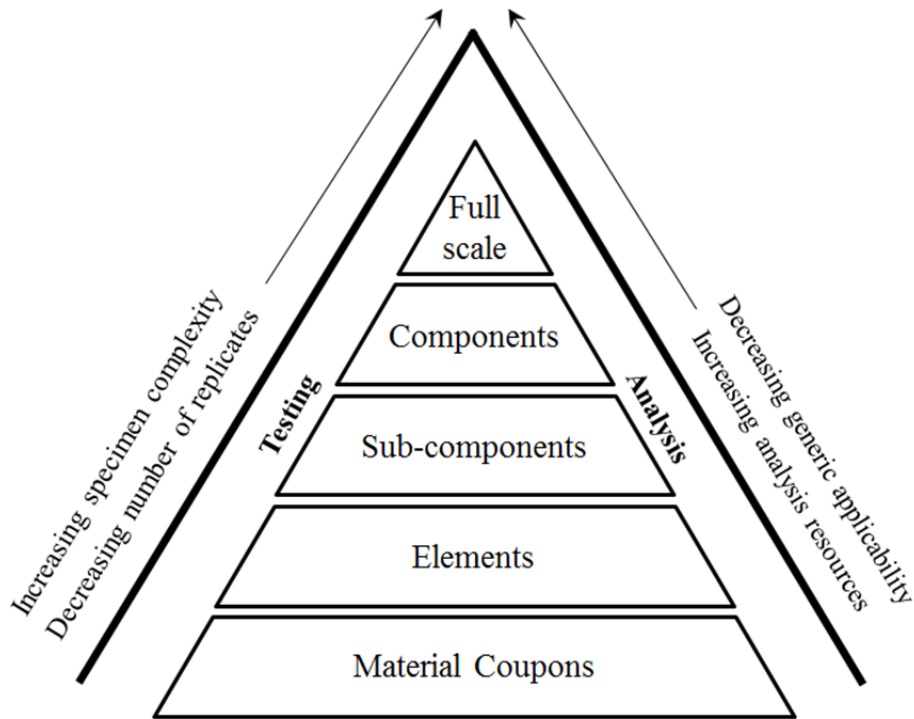 Full
scale
Components
Sub-components
Elements
Material Coupons
Testing
Analysis
Increasing specimen complexity
Decreasing number of replicates
Decreasing generic applicability
Increasing analysis resources